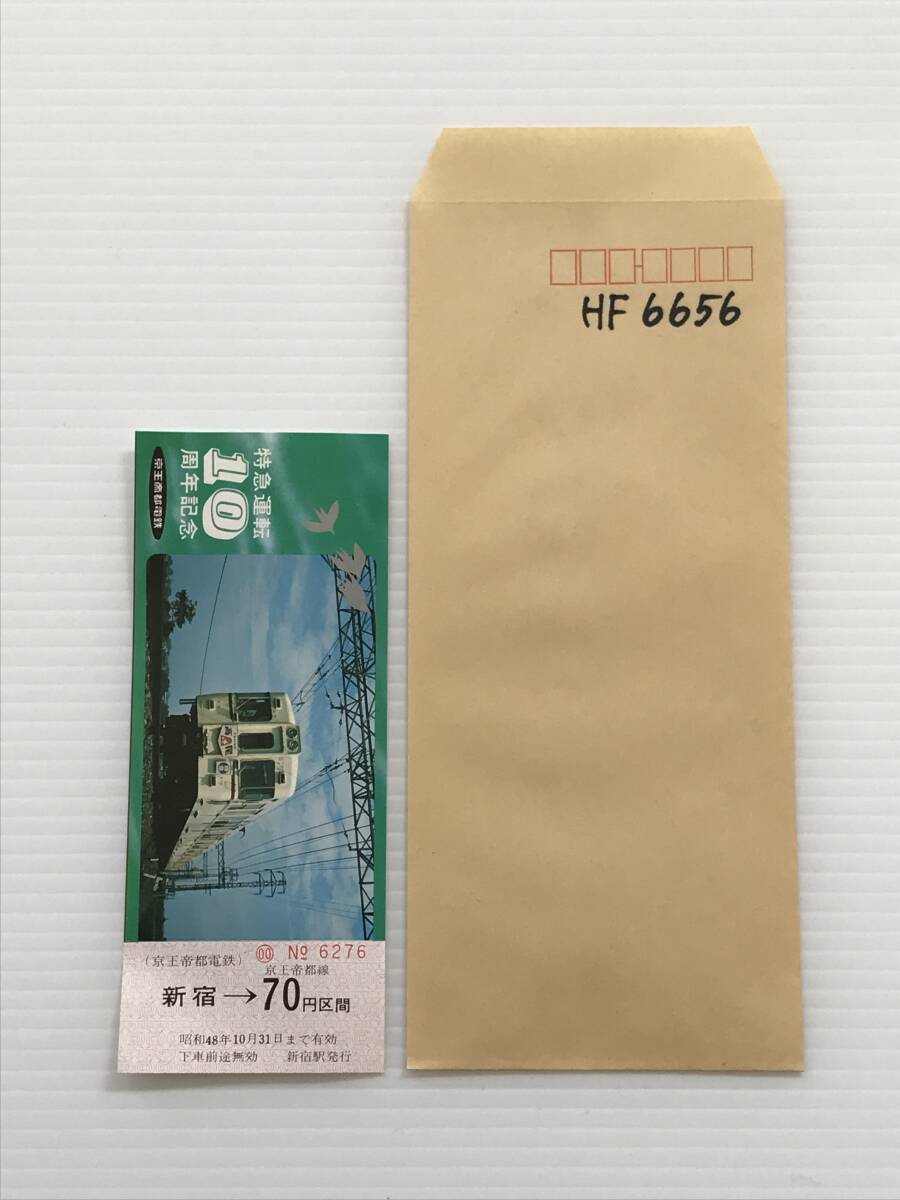 特急運転
10
周年記念
京王帝都電鉄
(京王帝都電鉄)
00 № 6276
京王帝都線
新宿→70円区間
昭和48年10月31日まで有効
下車前途無効 新宿駅発行
HF 6656